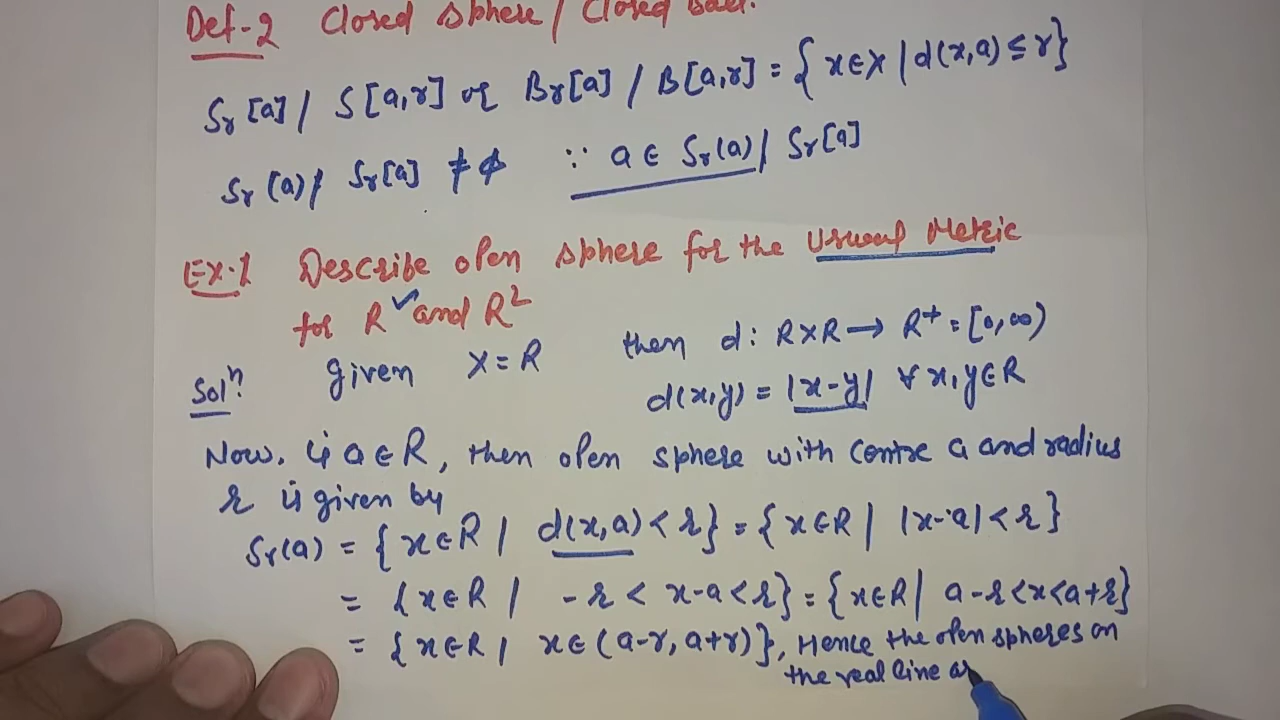 Def-2 Closed sphere / Closed ball.
Sr[a] / S[a,r] or Br[a] / B[a,r] = { x∈X | d(x,a) ≤ r}
Sr(a) / Sr[a] ≠ ϕ ∵ a ∈ Sr(a) / Sr[a]
Ex.1 Describe open sphere for the Usual Metric
for R ✓ and R²
Solⁿ: given X = R then d: R×R → R⁺ = [0,∞)
d(x,y) = |x-y| ∀ x,y∈R
Now, if a∈R, then open sphere with centre a and radius
r is given by
Sr(a) = { x∈R | d(x,a) < r} = { x∈R | |x-a| < r }
= { x∈R | -r < x-a < r} = {x∈R | a-r<x<a+r}
= { x∈R | x∈(a-r, a+r)}, Hence the open spheres on
the real line a